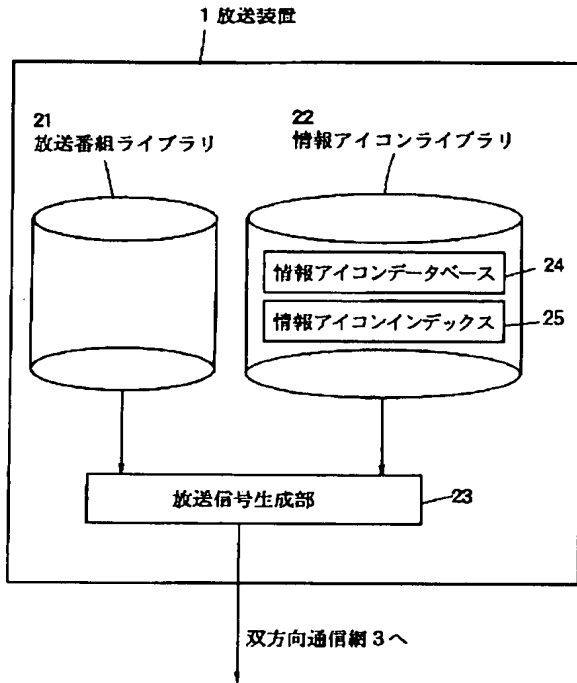 1 放送装置
21
放送番組ライブラリ
22
情報アイコンライブラリ
情報アイコンデータベース
24
情報アイコンインデックス
25
放送信号生成部
23
双方向通信網3へ